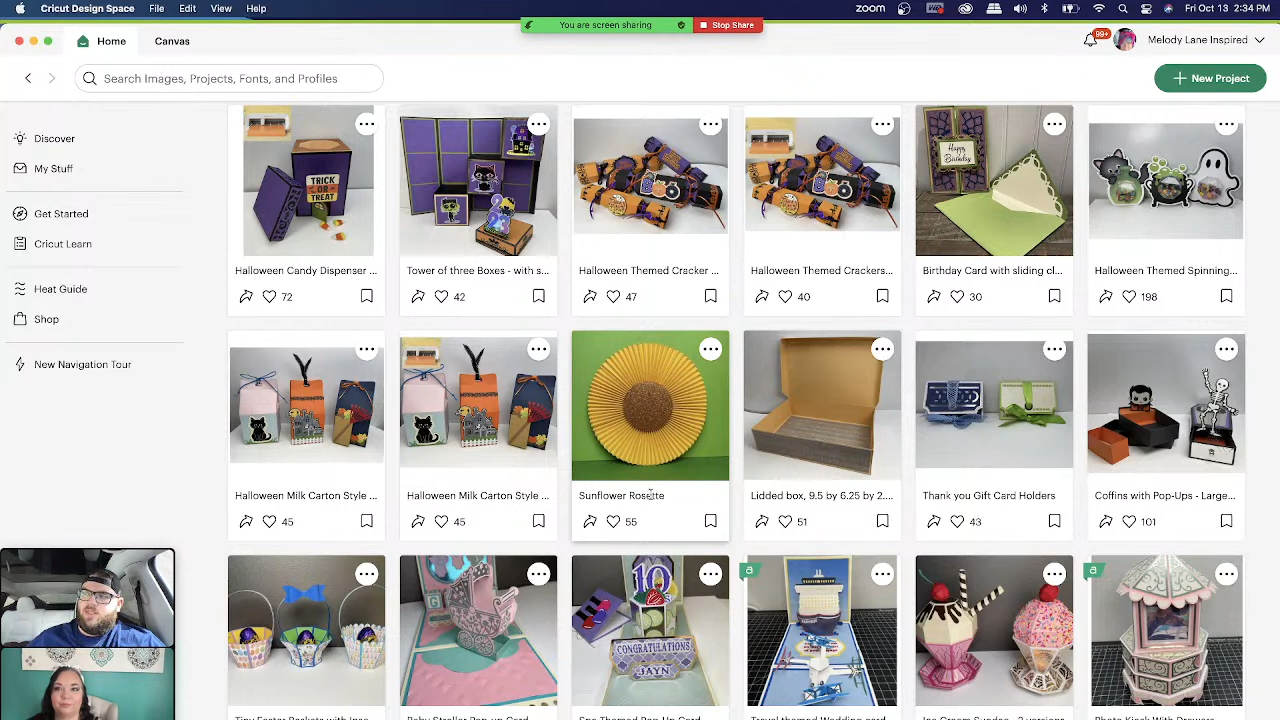 Cricut Design Space File Edit View Help zoom Fri Oct 13 2:34 PM
You are screen sharing Stop Share
Home Canvas 99+ Melody Lane Inspired
Search Images, Projects, Fonts, and Profiles
+ New Project
Discover
My Stuff
Get Started
Cricut Learn
Heat Guide
Shop
New Navigation Tour
TRICK
OR
TREAT
Happy
Birthday
Halloween Candy Dispenser ...
Tower of three Boxes - with s...
Halloween Themed Cracker ...
Halloween Themed Crackers...
Birthday Card with sliding cl...
Halloween Themed Spinning...
72
42
47
40
30
198
Halloween Milk Carton Style ...
Halloween Milk Carton Style ...
Sunflower Rosette
Lidded box, 9.5 by 6.25 by 2....
Thank you Gift Card Holders
Coffins with Pop-Ups - Large...
45
45
55
51
43
101
a
a
G
10
CONGRATULATIONS
JAYN